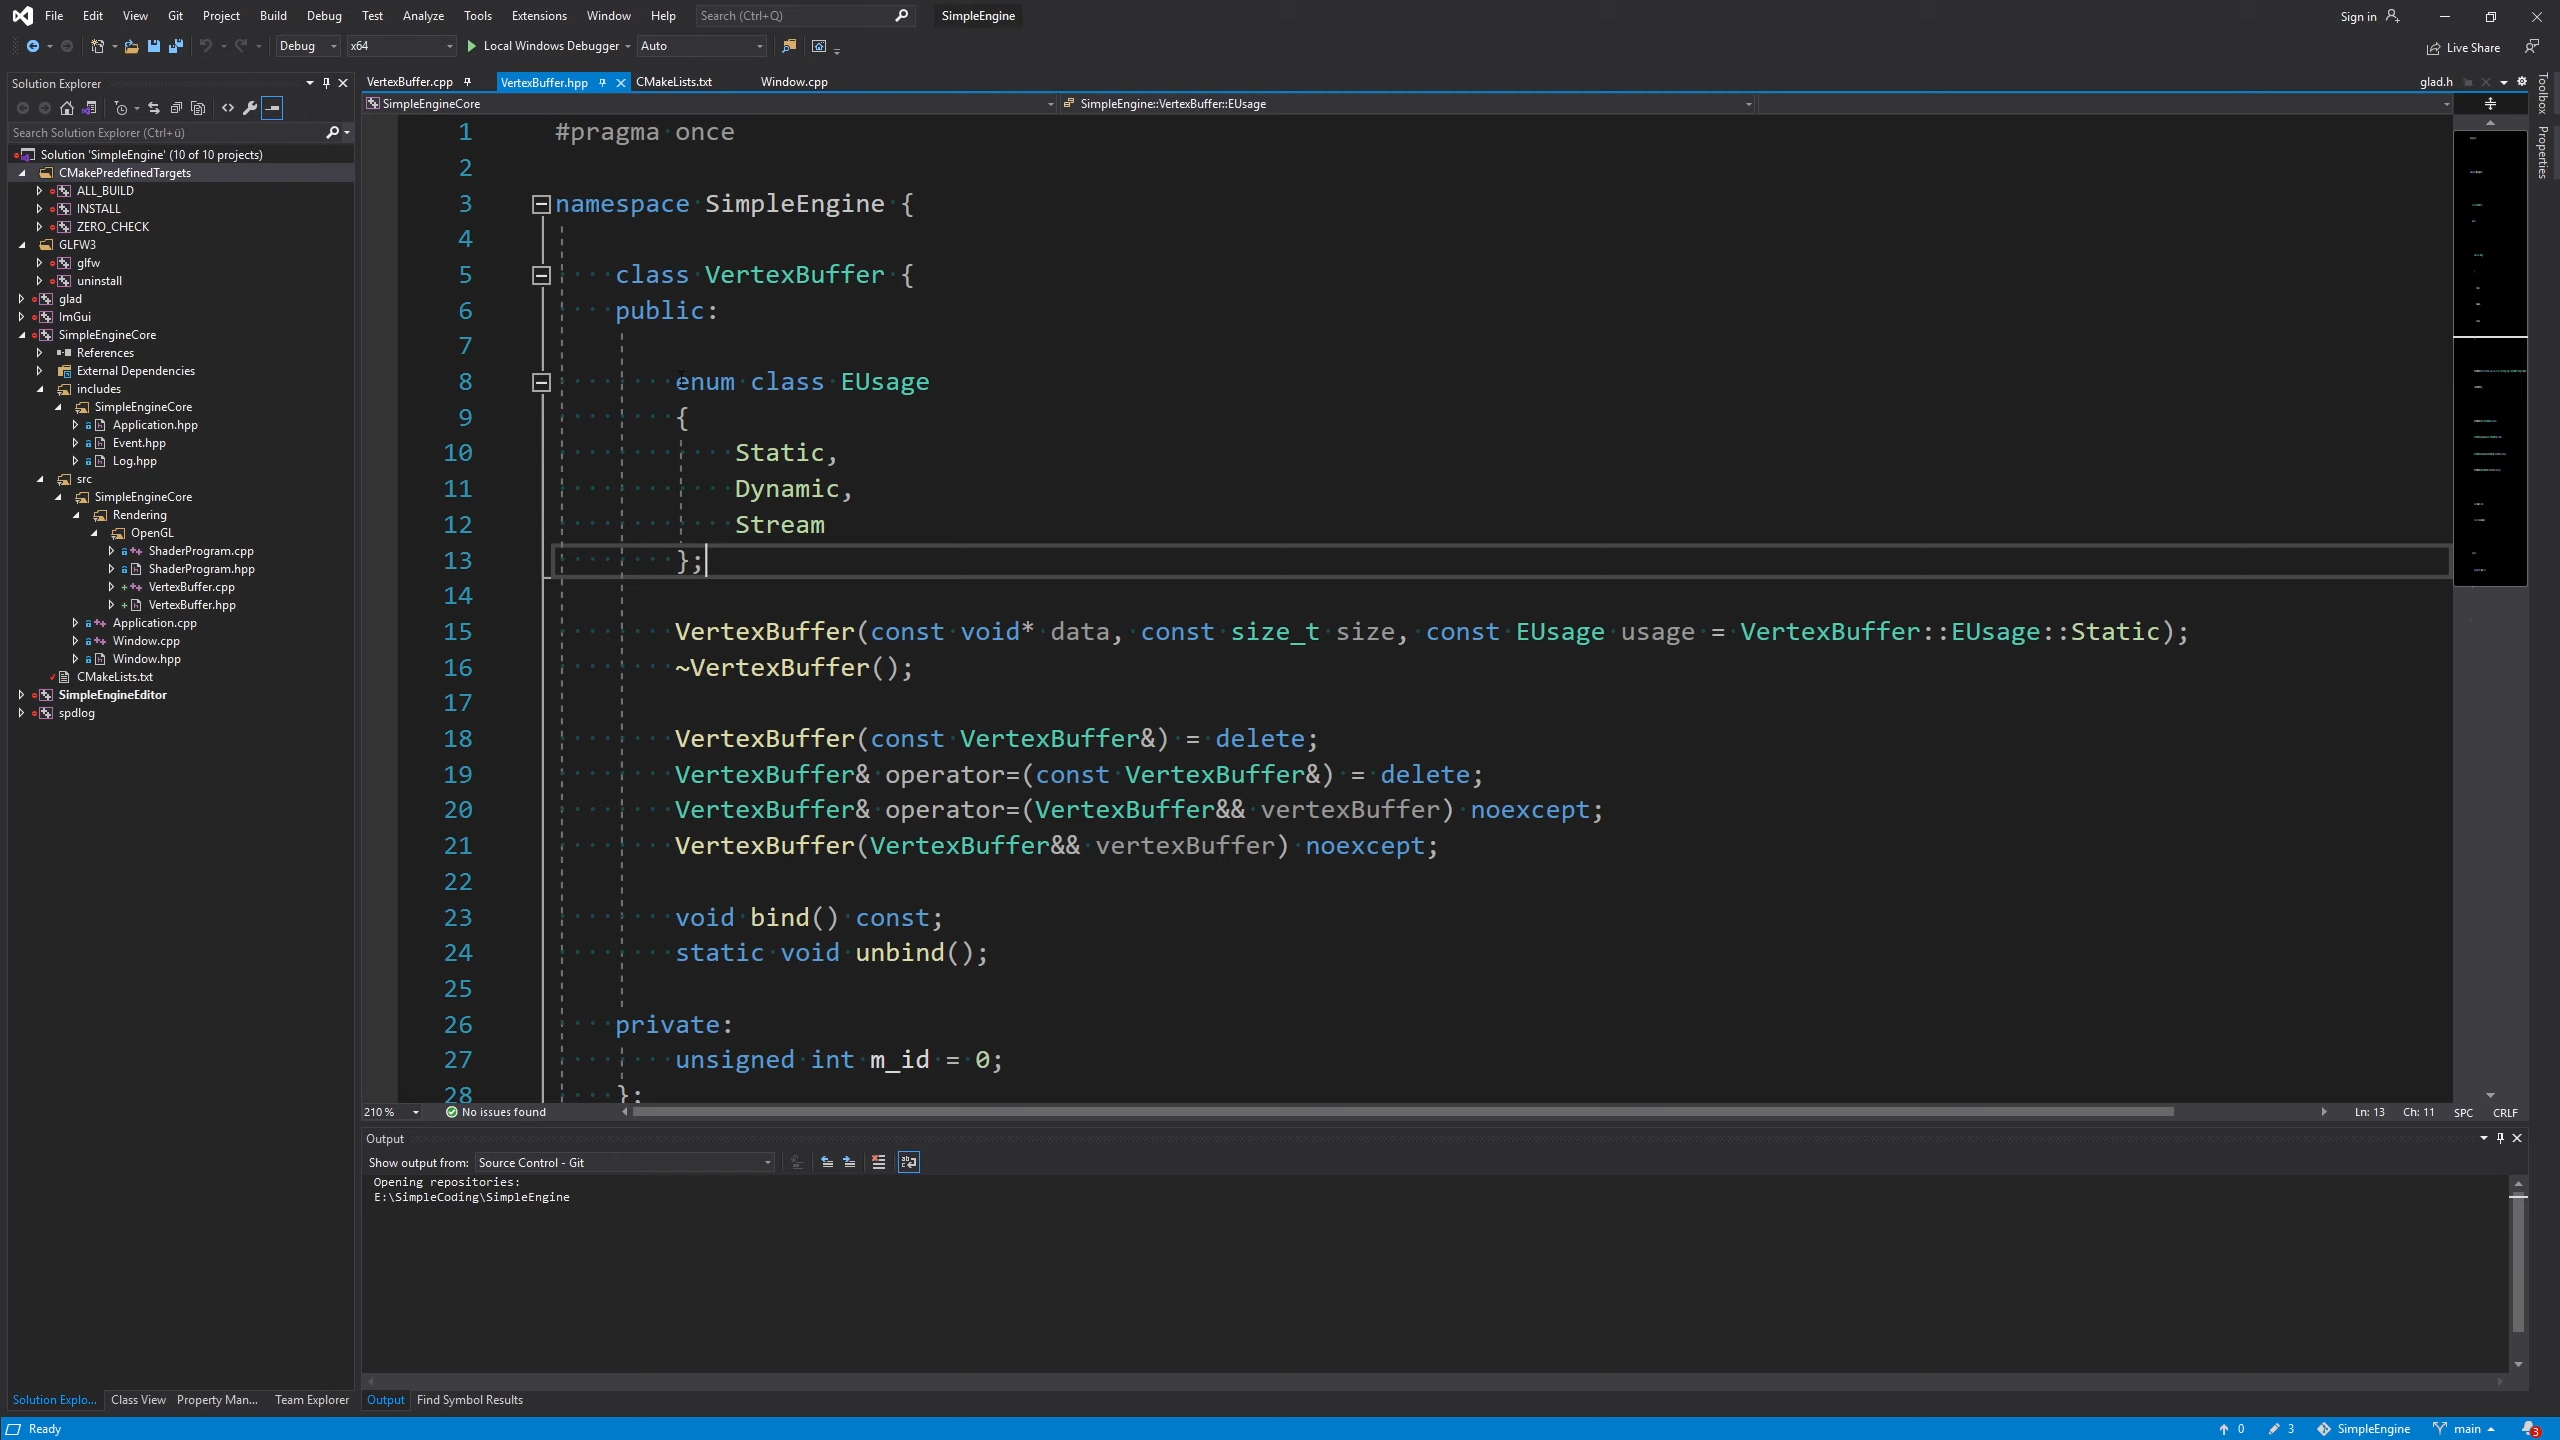 File Edit View Git Project Build Debug Test Analyze Tools Extensions Window Help Search (Ctrl+Q) SimpleEngine Sign in
Debug x64 Local Windows Debugger Auto Live Share
Solution Explorer
Search Solution Explorer (Ctrl+ü)
Solution 'SimpleEngine' (10 of 10 projects)
CMakePredefinedTargets
ALL_BUILD
INSTALL
ZERO_CHECK
GLFW3
glfw
uninstall
glad
ImGui
SimpleEngineCore
References
External Dependencies
includes
SimpleEngineCore
Application.hpp
Event.hpp
Log.hpp
src
SimpleEngineCore
Rendering
OpenGL
ShaderProgram.cpp
ShaderProgram.hpp
VertexBuffer.cpp
VertexBuffer.hpp
Application.cpp
Window.cpp
Window.hpp
CMakeLists.txt
SimpleEngineEditor
spdlog
Solution Explo... Class View Property Man... Team Explorer
VertexBuffer.cpp VertexBuffer.hpp CMakeLists.txt Window.cpp glad.h
SimpleEngineCore SimpleEngine::VertexBuffer::EUsage
1 #pragma once
2
3 namespace SimpleEngine {
4
5 class VertexBuffer {
6 public:
7
8 enum class EUsage
9 {
10 Static,
11 Dynamic,
12 Stream
13 };
14
15 VertexBuffer(const void* data, const size_t size, const EUsage usage = VertexBuffer::EUsage::Static);
16 ~VertexBuffer();
17
18 VertexBuffer(const VertexBuffer&) = delete;
19 VertexBuffer& operator=(const VertexBuffer&) = delete;
20 VertexBuffer& operator=(VertexBuffer&& vertexBuffer) noexcept;
21 VertexBuffer(VertexBuffer&& vertexBuffer) noexcept;
22
23 void bind() const;
24 static void unbind();
25
26 private:
27 unsigned int m_id = 0;
28 };
210 % No issues found Ln: 13 Ch: 11 SPC CRLF
Output
Show output from: Source Control - Git
Opening repositories:
E:\SimpleCoding\SimpleEngine
Output Find Symbol Results
Toolbox
Properties
Ready 0 3 SimpleEngine main 3